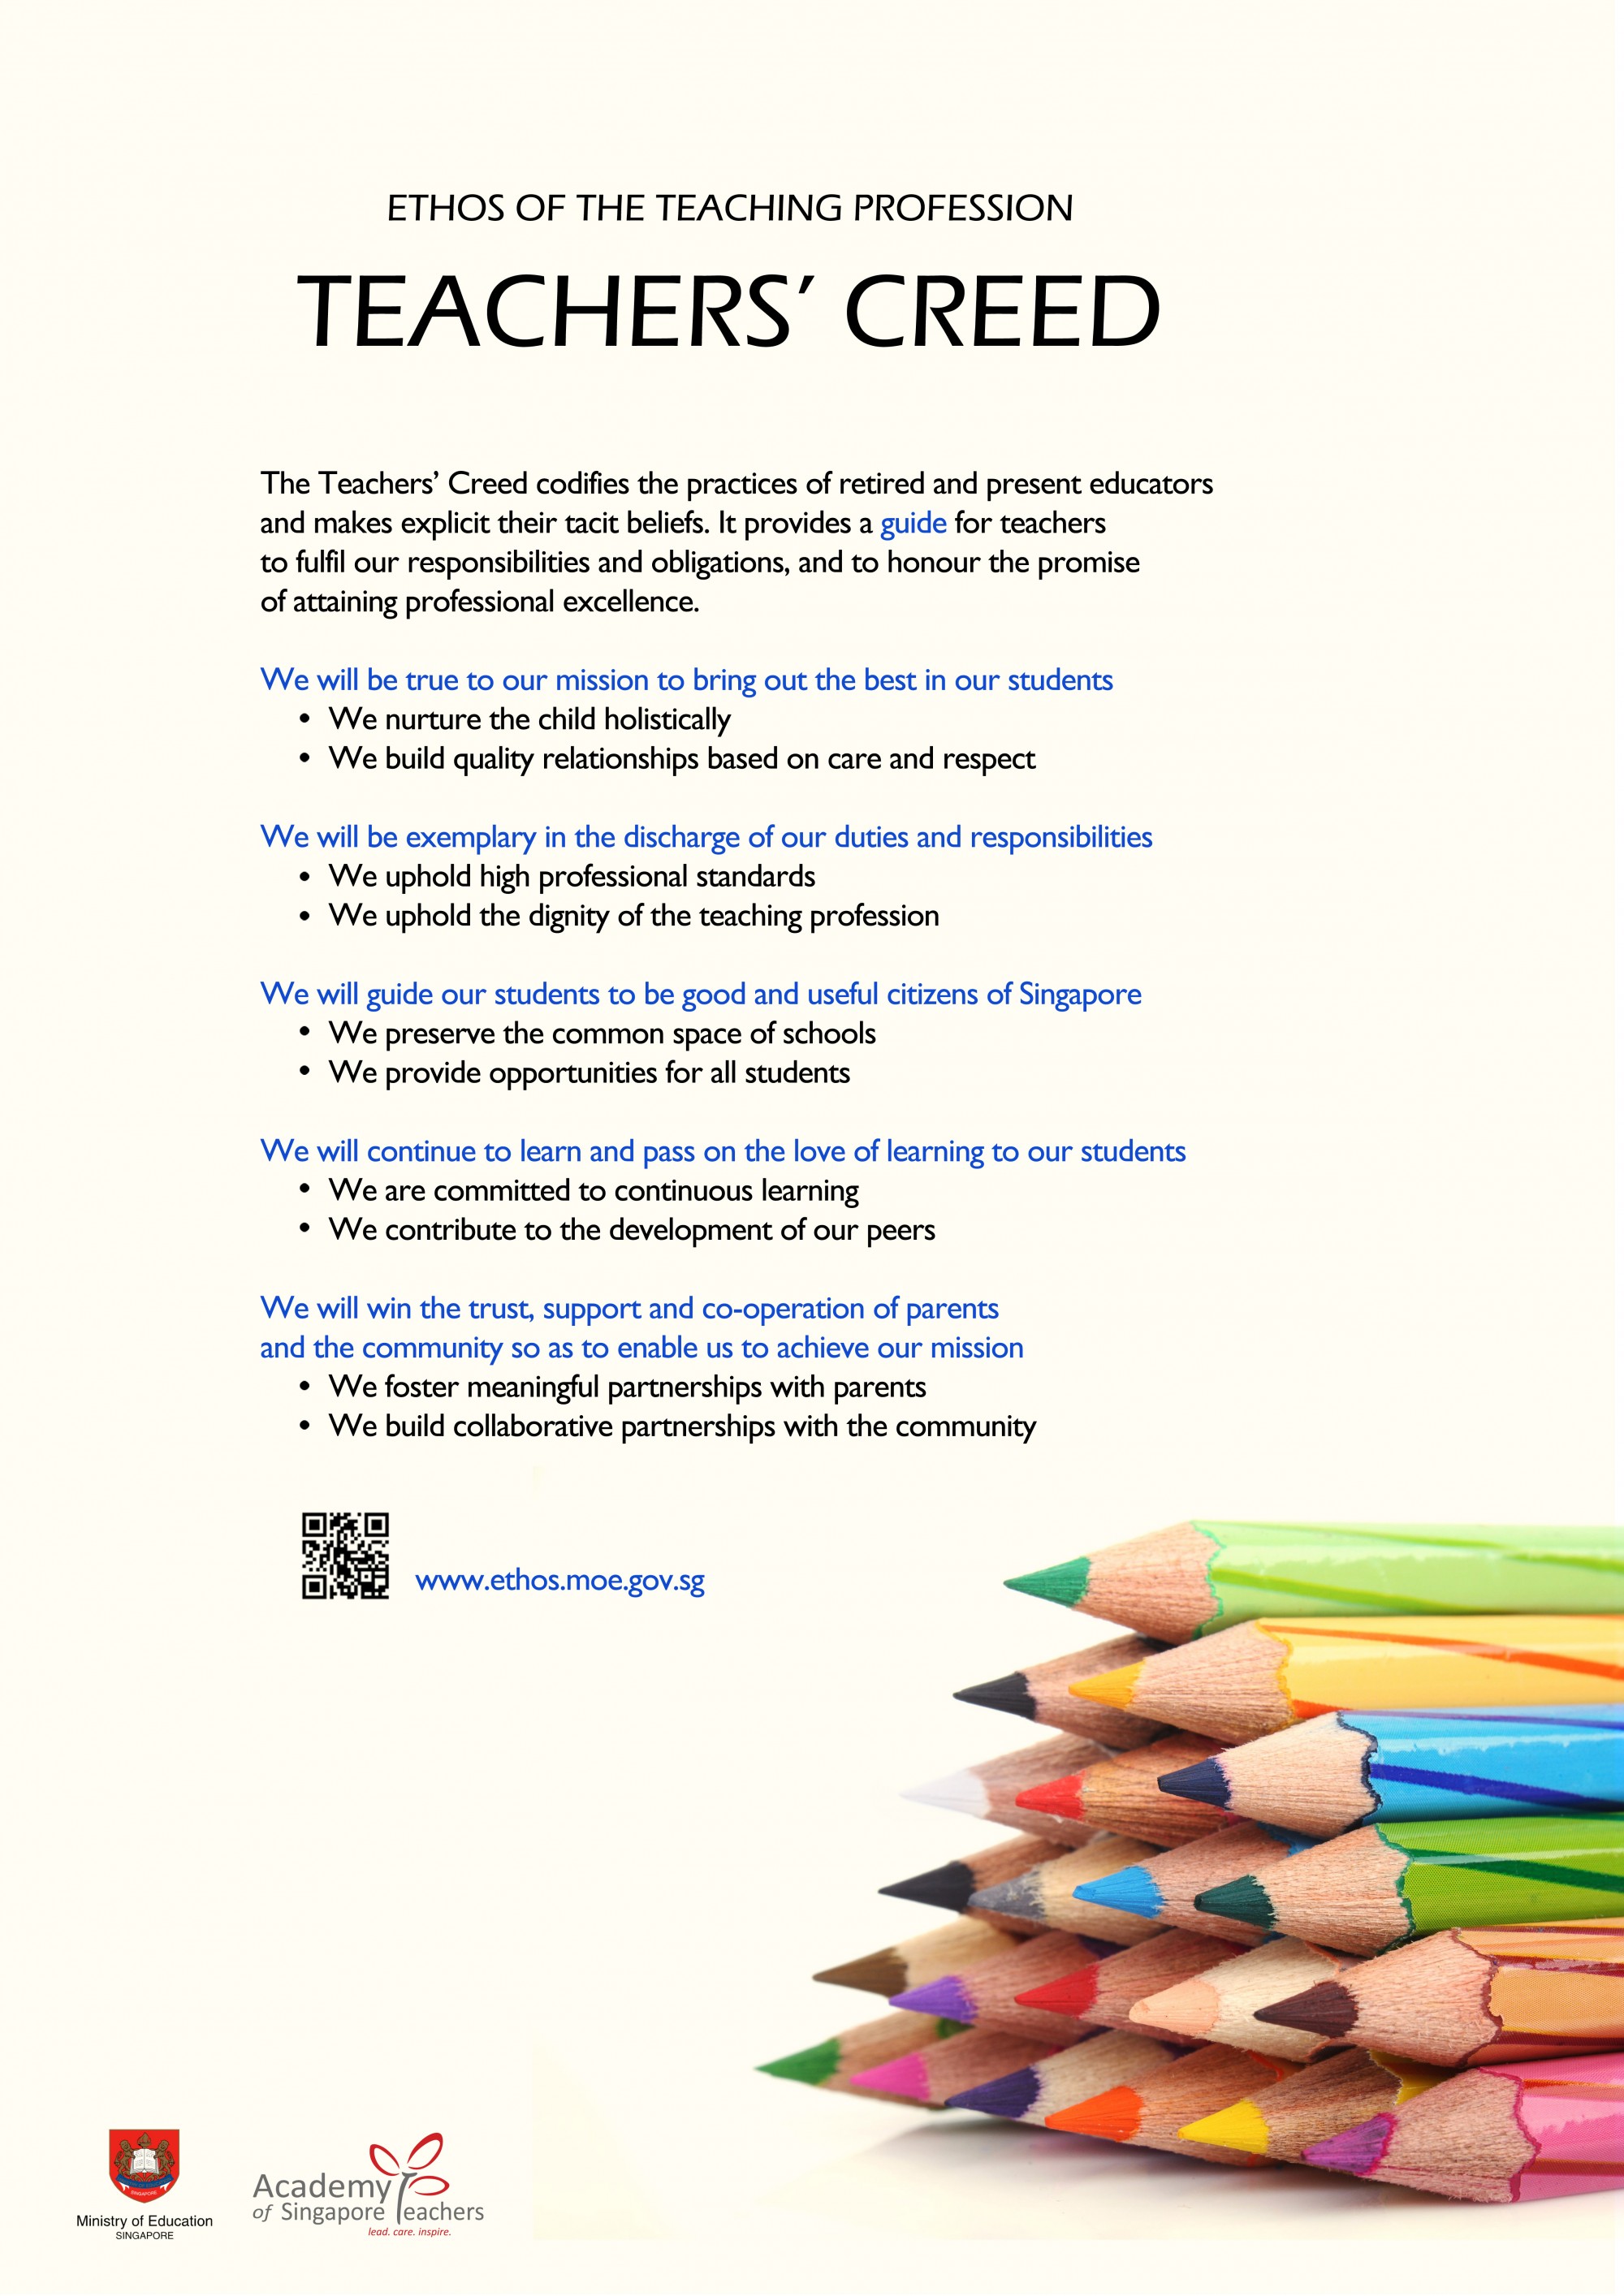 ETHOS OF THE TEACHING PROFESSION
TEACHERS’ CREED
The Teachers’ Creed codifies the practices of retired and present educators
and makes explicit their tacit beliefs. It provides a guide for teachers
to fulfil our responsibilities and obligations, and to honour the promise
of attaining professional excellence.
We will be true to our mission to bring out the best in our students
• We nurture the child holistically
• We build quality relationships based on care and respect
We will be exemplary in the discharge of our duties and responsibilities
• We uphold high professional standards
• We uphold the dignity of the teaching profession
We will guide our students to be good and useful citizens of Singapore
• We preserve the common space of schools
• We provide opportunities for all students
We will continue to learn and pass on the love of learning to our students
• We are committed to continuous learning
• We contribute to the development of our peers
We will win the trust, support and co-operation of parents
and the community so as to enable us to achieve our mission
• We foster meaningful partnerships with parents
• We build collaborative partnerships with the community
www.ethos.moe.gov.sg
SINGAPORE
Ministry of Education
SINGAPORE
Academy
of Singapore Teachers
lead. care. inspire.